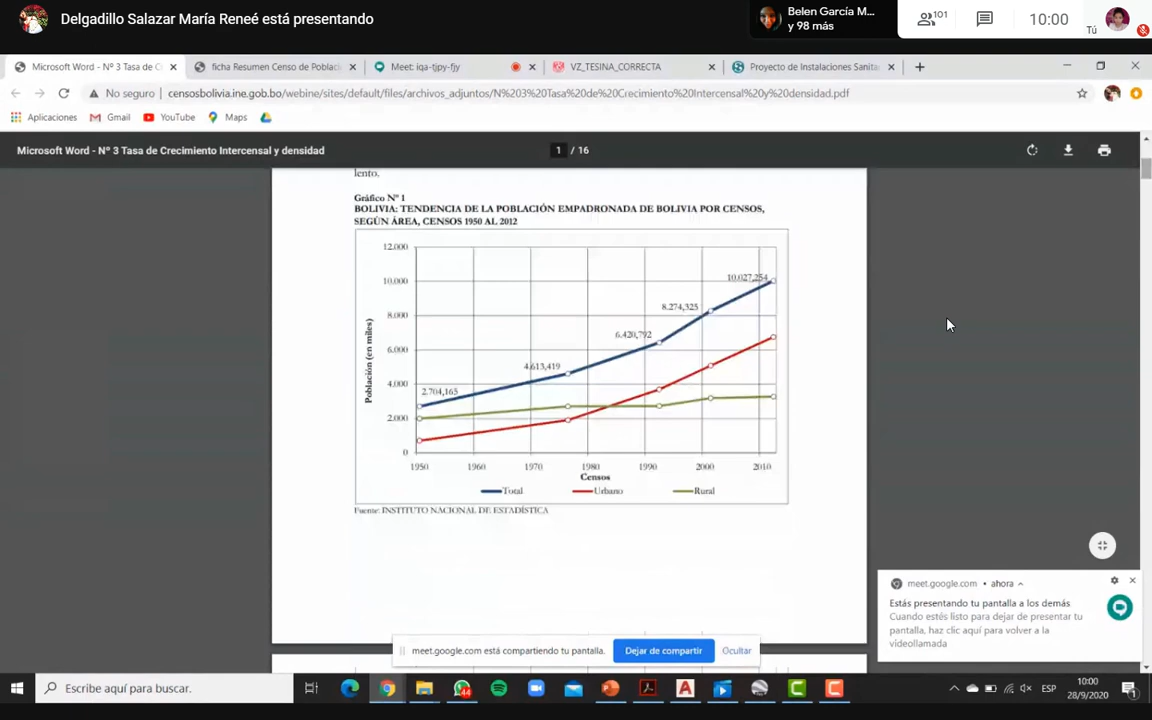 Delgadillo Salazar María Reneé está presentando
Belen García M...
y 98 más
101
10:00
Tú
Microsoft Word - Nº 3 Tasa de C
ficha Resumen Censo de Poblaci
Meet: iqa-tjpy-fjy
VZ_TESINA_CORRECTA
Proyecto de Instalaciones Sanita
No seguro
censosbolivia.ine.gob.bo/webine/sites/default/files/archivos_adjuntos/N%203%20Tasa%20de%20Crecimiento%20Intercensal%20y%20densidad.pdf
Aplicaciones
Gmail
YouTube
Maps
Microsoft Word - Nº 3 Tasa de Crecimiento Intercensal y densidad
1 / 16
lento.
Gráfico Nº 1
BOLIVIA: TENDENCIA DE LA POBLACIÓN EMPADRONADA DE BOLIVIA POR CENSOS,
SEGÚN ÁREA, CENSOS 1950 AL 2012
12.000
10.000
8.000
6.000
4.000
2.000
0
Población (en miles)
2.704,165
4.613,419
6.420,792
8.274,325
10.027,254
1950 1960 1970 1980 1990 2000 2010
Censos
Total Urbano Rural
Fuente: INSTITUTO NACIONAL DE ESTADÍSTICA
meet.google.com • ahora
Estás presentando tu pantalla a los demás
Cuando estés listo para dejar de presentar tu
pantalla, haz clic aquí para volver a la
videollamada
meet.google.com está compartiendo tu pantalla.
Dejar de compartir
Ocultar
Escribe aquí para buscar.
44
ESP
10:00
28/9/2020
1